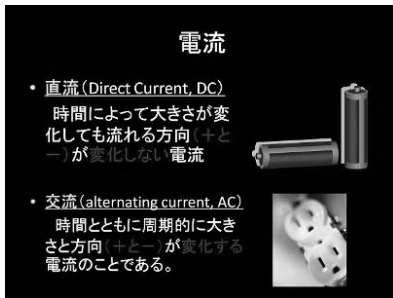 電流
• 直流(Direct Current, DC)
時間によって大きさが変
化しても流れる方向(+と
ー)が変化しない電流
• 交流(alternating current, AC)
時間とともに周期的に大き
さと方向(+とー)が変化する
電流のことである。